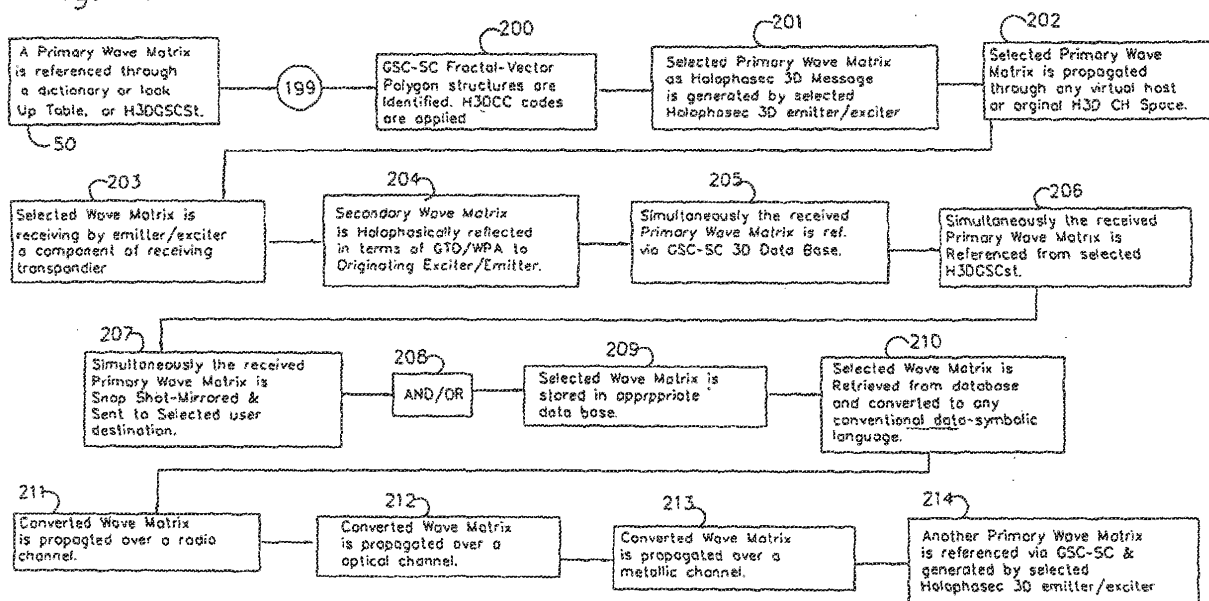 200
201
202
A Primary Wave Matrix
is referenced through
a dictionary or look
Up Table, or H3DGSCSt.
50
199
GSC-SC Fractal-Vector
Polygon structures are
Identified. H3DCC codes
are applied
Selected Primary Wave Matrix
as Holophasec 3D Message
is generated by selected
Holophasec 3D emitter/exciter
Selected Primary Wave
Matrix is propagated
through any virtual host
or orginal H3D CH Space.
203
204
205
206
Selected Wave Matrix is
receiving by emitter/exciter
a component of receiving
transpondier
Secondary Wave Matrix
is Holophasically reflected
in terms of GTD/WPA to
Originating Exciter/Emitter.
Simultaneously the received
Primary Wave Matrix is ref.
via GSC-SC 3D Data Base.
Simultaneously the received
Primary Wave Matrix is
Referenced from selected
H3DGSCst.
207
208
209
210
Simultaneously the received
Primary Wave Matrix is
Snap Shot-Mirrored &
Sent to Selected user
destination.
AND/OR
Selected Wave Matrix is
stored in apprppriate
data base.
Selected Wave Matrix is
Retrieved from database
and converted to any
conventional data-symbolic
language.
211
212
213
214
Converted Wave Matrix
is propagted over a radio
channel.
Converted Wave Matrix
is propagated over a
optical channel.
Converted Wave Matrix
is propagated over a
metallic channel.
Another Primary Wave Matrix
is referenced via GSC-SC &
generated by selected
Holophasec 3D emitter/exciter